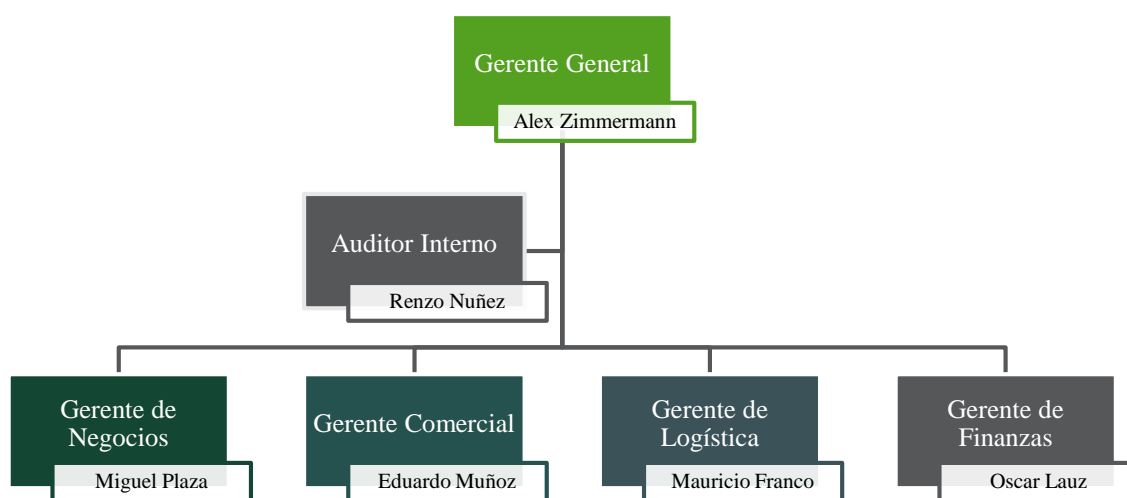 Gerente General
Alex Zimmermann
Auditor Interno
Renzo Nuñez
Gerente de
Negocios
Miguel Plaza
Gerente Comercial
Eduardo Muñoz
Gerente de
Logística
Mauricio Franco
Gerente de
Finanzas
Oscar Lauz